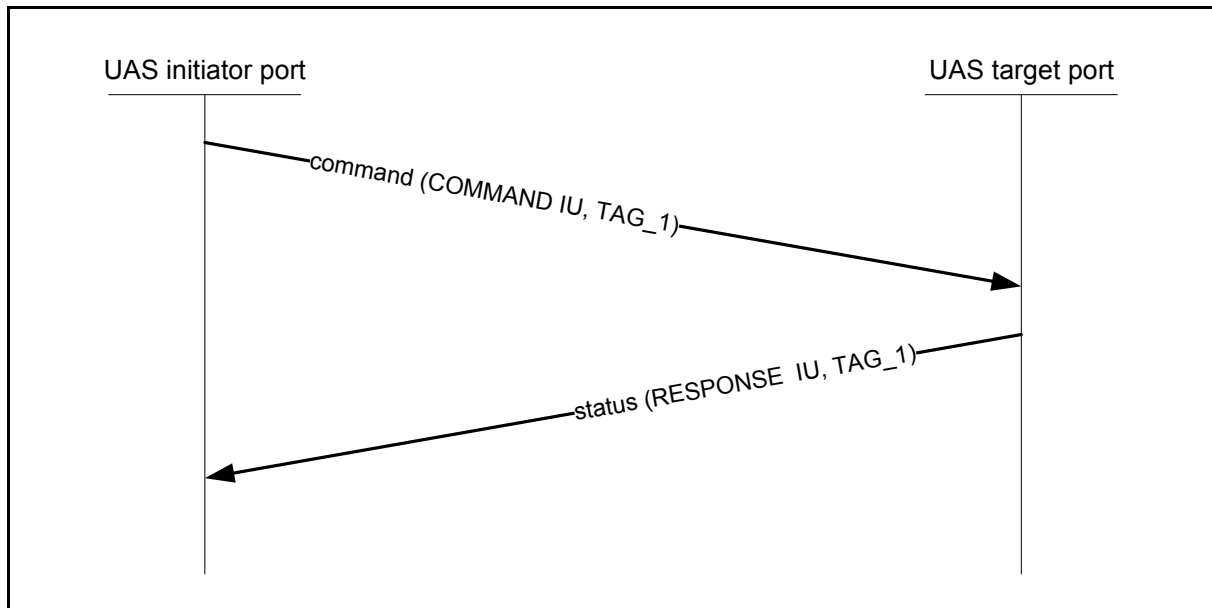 UAS initiator port
UAS target port
command (COMMAND IU, TAG_1)
status (RESPONSE  IU, TAG_1)